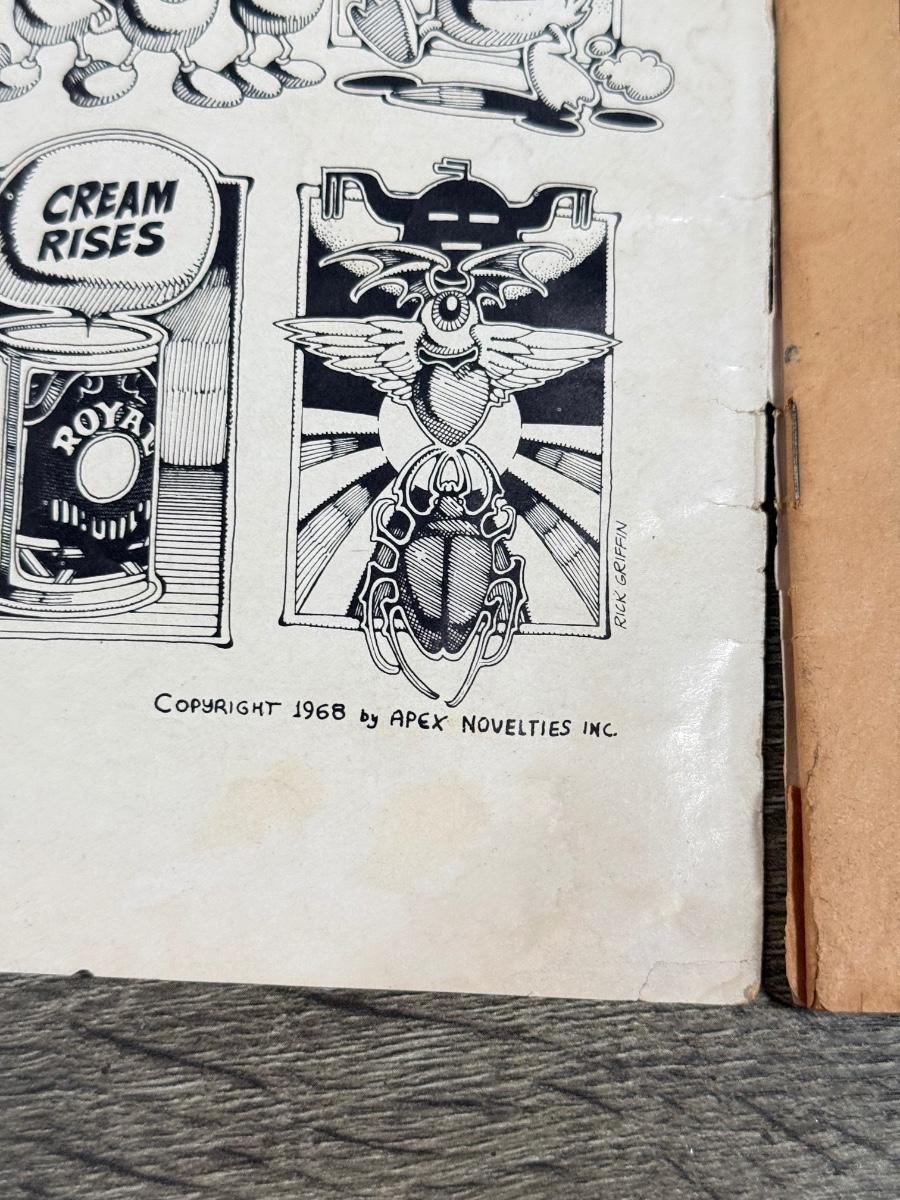 CREAM
RISES
ROYAL
RICK GRIFFIN
COPYRIGHT 1968 by APEX NOVELTIES INC.